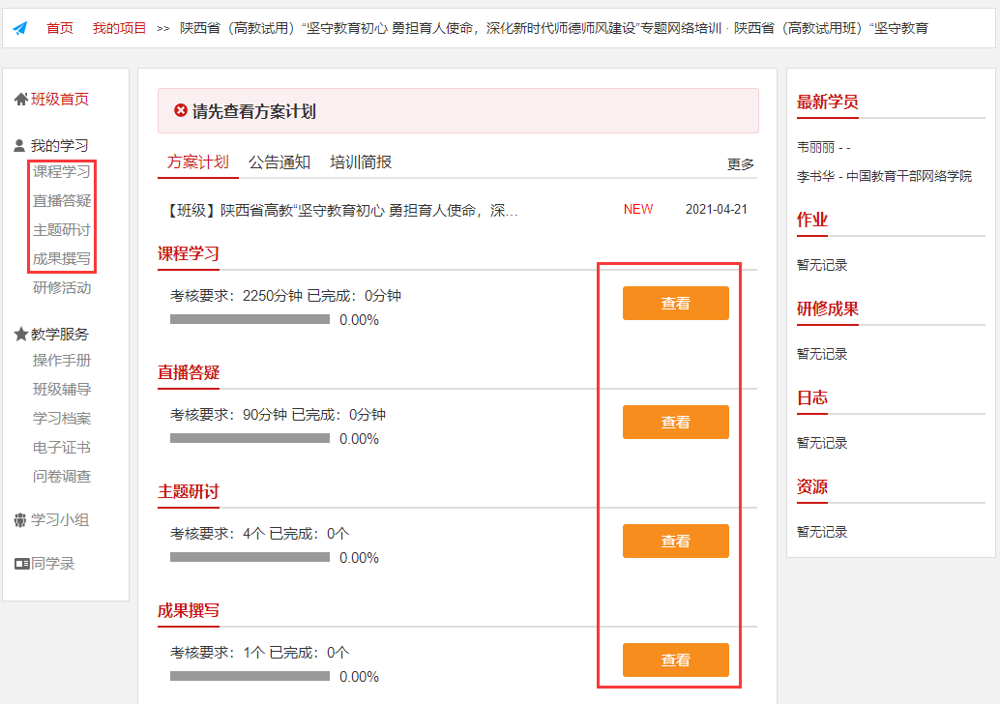 首页 我的项目 >> 陕西省（高教试用）“坚守教育初心 勇担育人使命，深化新时代师德师风建设”专题网络培训 · 陕西省（高教试用班）“坚守教育
班级首页
我的学习
课程学习
直播答疑
主题研讨
成果撰写
研修活动
教学服务
操作手册
班级辅导
学习档案
电子证书
问卷调查
学习小组
同学录
请先查看方案计划
方案计划 公告通知 培训简报 更多
【班级】陕西省高教“坚守教育初心 勇担育人使命，深... NEW 2021-04-21
课程学习
考核要求：2250分钟 已完成：0分钟
0.00%
查看
直播答疑
考核要求：90分钟 已完成：0分钟
0.00%
查看
主题研讨
考核要求：4个 已完成：0个
0.00%
查看
成果撰写
考核要求：1个 已完成：0个
0.00%
查看
最新学员
韦丽丽 - -
李书华 - 中国教育干部网络学院
作业
暂无记录
研修成果
暂无记录
日志
暂无记录
资源
暂无记录